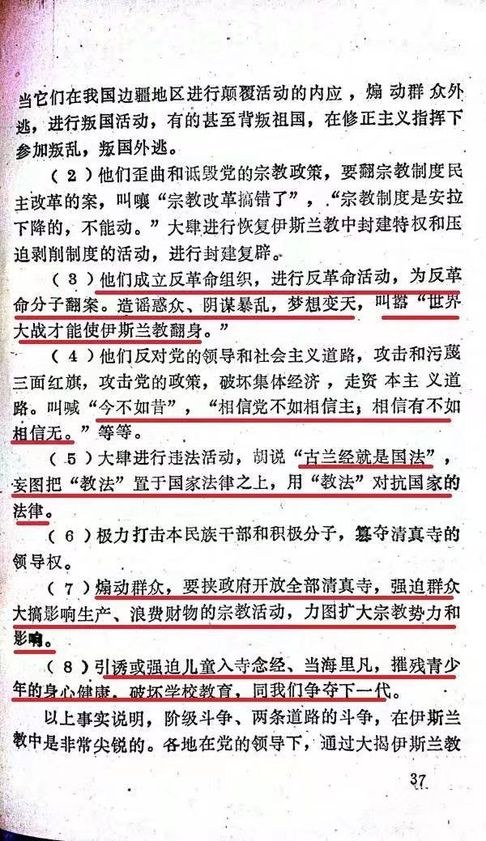 当它们在我国边疆地区进行颠覆活动的内应，煽动群众外
逃，进行叛国活动，有的甚至背叛祖国，在修正主义指挥下
参加叛乱，叛国外逃。
（2）他们歪曲和诋毁党的宗教政策，要翻宗教制度民
主改革的案，叫嚷“宗教改革搞错了”，“宗教制度是安拉
下降的，不能动。”大肆进行恢复伊斯兰教中封建特权和压
迫剥削制度的活动，进行封建复辟。
（3）他们成立反革命组织，进行反革命活动，为反革
命分子翻案。造谣惑众、阴谋暴乱，梦想变天，叫嚣“世界
大战才能使伊斯兰教翻身。”
（4）他们反对党的领导和社会主义道路，攻击和污蔑
三面红旗，攻击党的政策，破坏集体经济，走资本主义道
路。叫喊“今不如昔”，“相信党不如相信主；相信有不如
相信无。”等等。
（5）大肆进行违法活动，胡说“古兰经就是国法”，
妄图把“教法”置于国家法律之上，用“教法”对抗国家的
法律。
（6）极力打击本民族干部和积极分子，篡夺清真寺的
领导权。
（7）煽动群众，要挟政府开放全部清真寺，强迫群众
大搞影响生产、浪费财物的宗教活动，力图扩大宗教势力和
影响。
（8）引诱或强迫儿童入寺念经、当海里凡，摧残青少
年的身心健康，破坏学校教育，同我们争夺下一代。
以上事实说明，阶级斗争、两条道路的斗争，在伊斯兰
教中是非常尖锐的。各地在党的领导下，通过大揭伊斯兰教
37